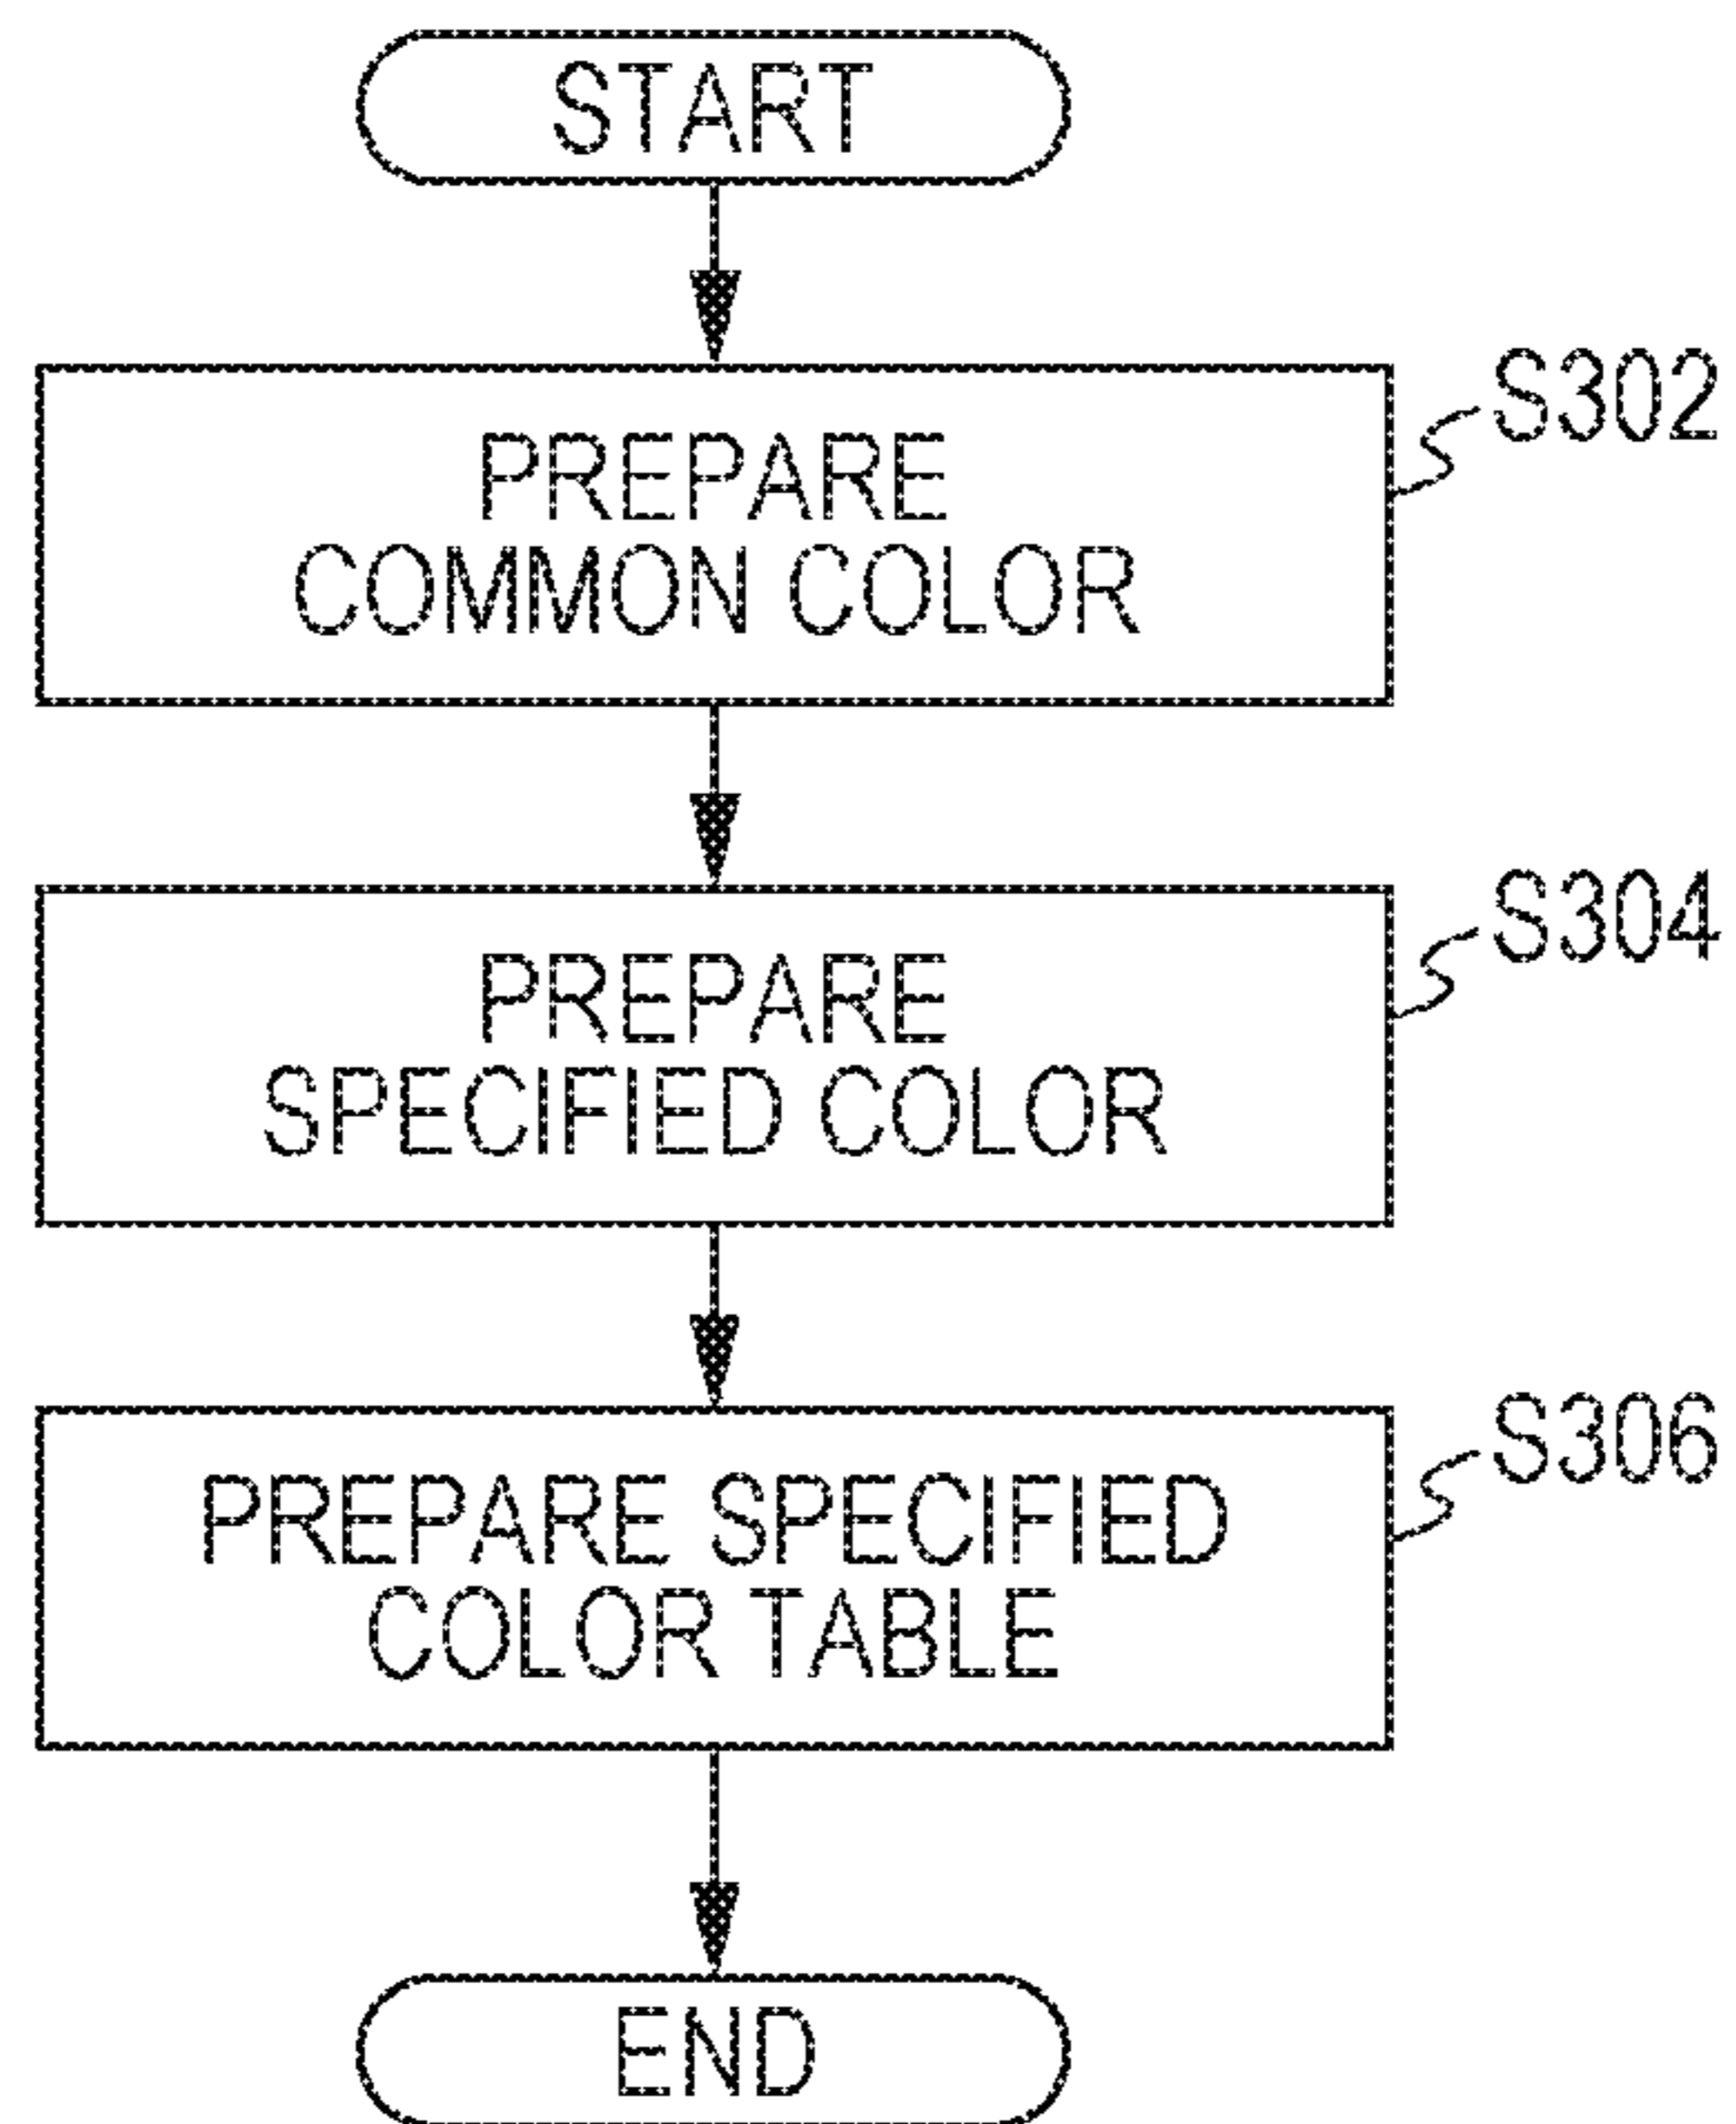 START
S302
PREPARE
COMMON COLOR
S304
PREPARE
SPECIFIED COLOR
S306
PREPARE SPECIFIED
COLOR TABLE
END